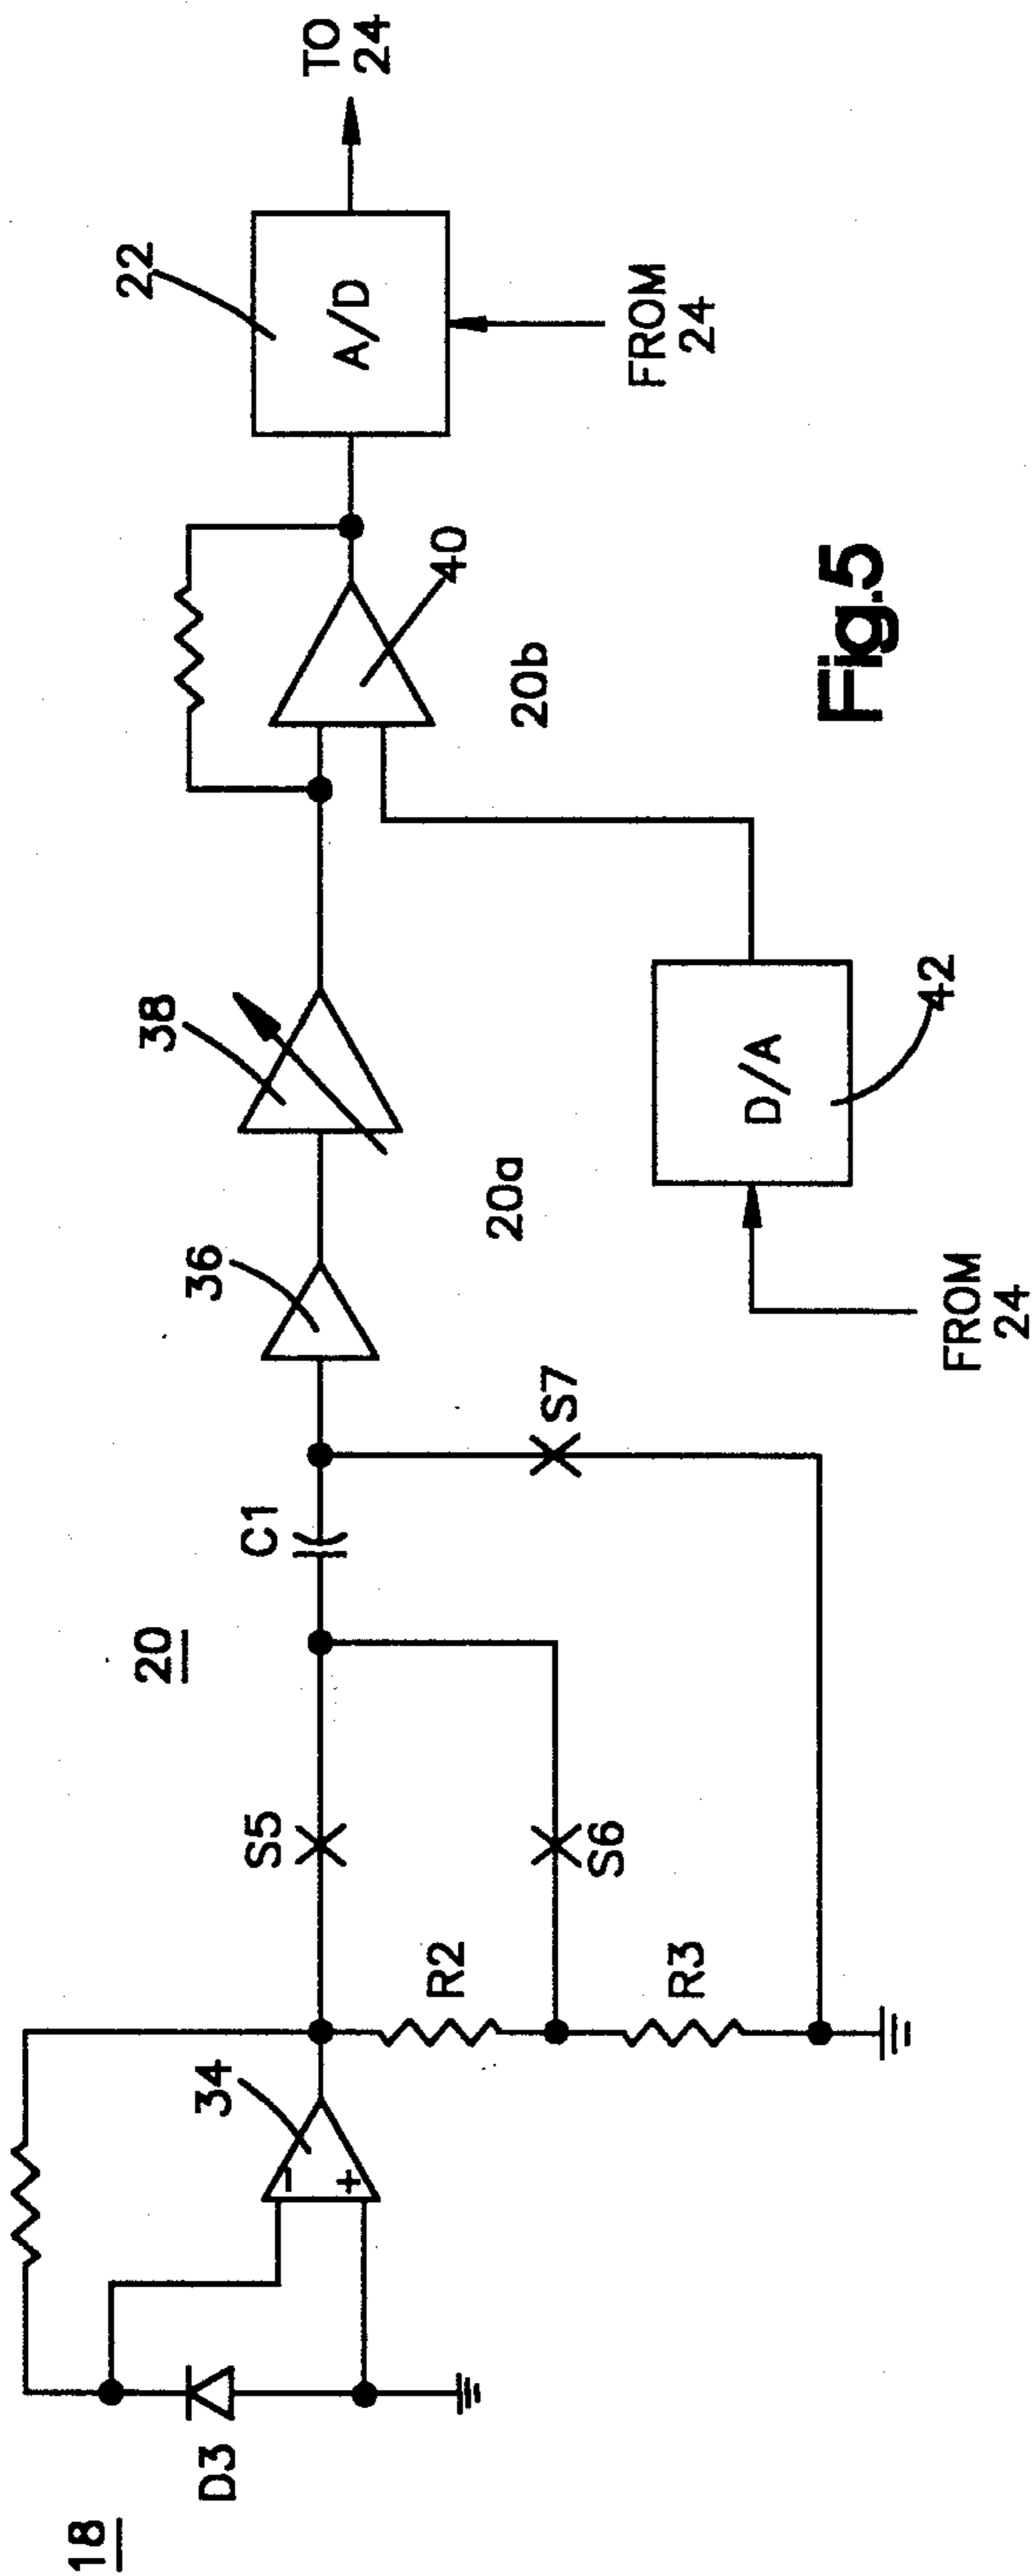 18
D3
34
−
+
R2
R3
S5
S6
20
C1
S7
36
20a
38
FROM
24
D/A
42
20b
40
22
A/D
FROM
24
TO
24
Fig.5